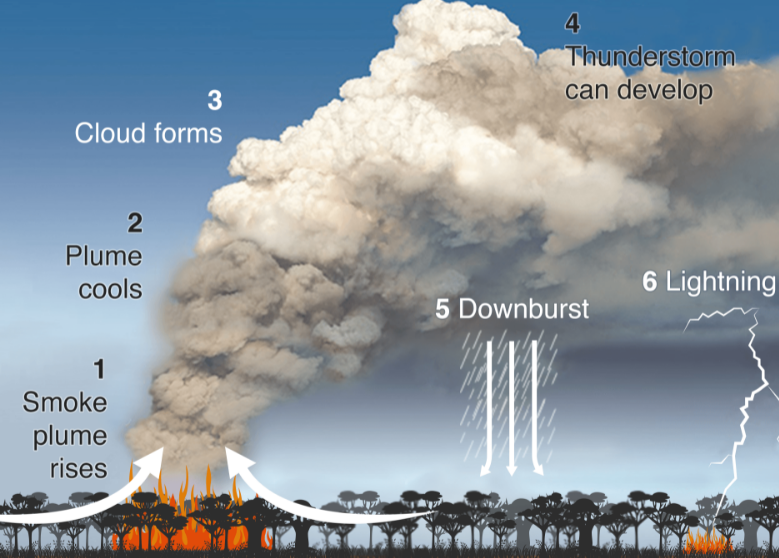 1
Smoke
plume
rises
2
Plume
cools
3
Cloud forms
4
Thunderstorm
can develop
5 Downburst
6 Lightning